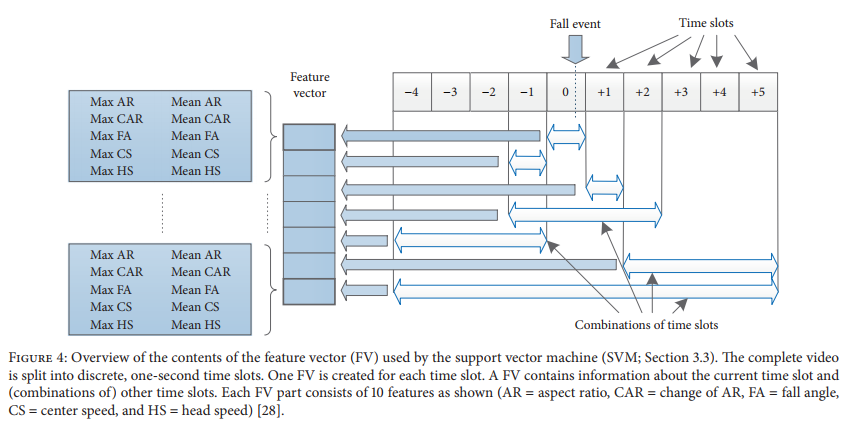 Fall event
Time slots
Feature
vector
−4 −3 −2 −1 0 +1 +2 +3 +4 +5
Max AR Mean AR
Max CAR Mean CAR
Max FA Mean FA
Max CS Mean CS
Max HS Mean HS
Max AR Mean AR
Max CAR Mean CAR
Max FA Mean FA
Max CS Mean CS
Max HS Mean HS
Combinations of time slots
Figure 4: Overview of the contents of the feature vector (FV) used by the support vector machine (SVM; Section 3.3). The complete video
is split into discrete, one-second time slots. One FV is created for each time slot. A FV contains information about the current time slot and
(combinations of) other time slots. Each FV part consists of 10 features as shown (AR = aspect ratio, CAR = change of AR, FA = fall angle,
CS = center speed, and HS = head speed) [28].